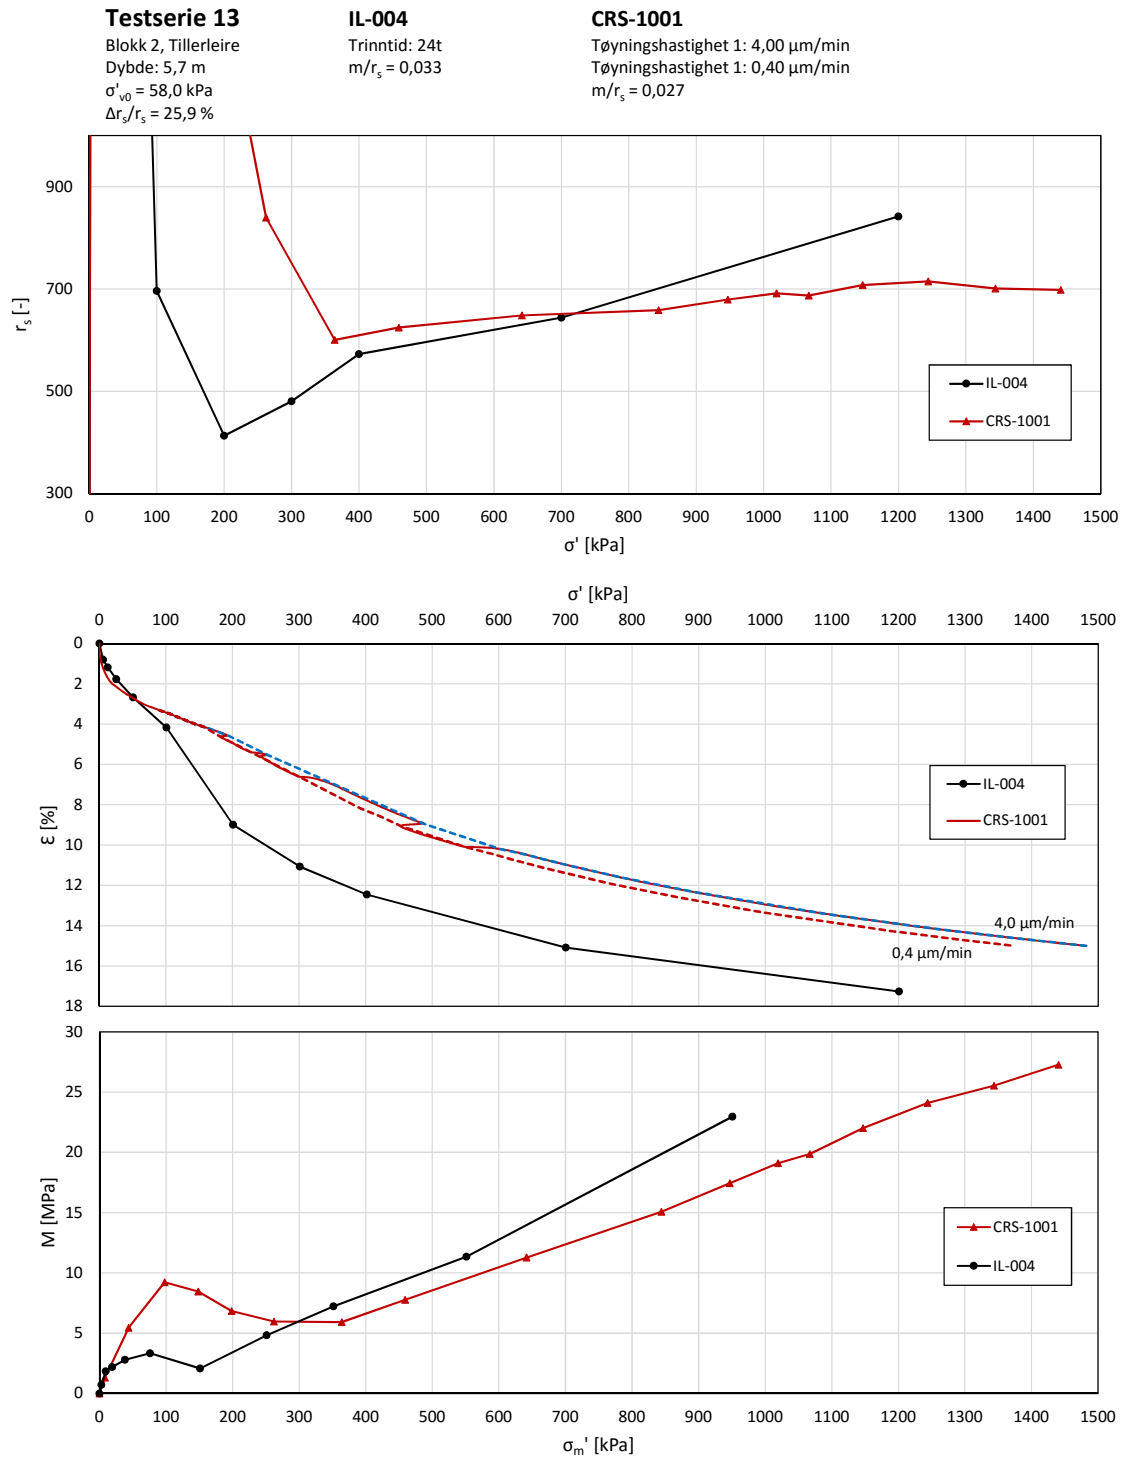 Testserie 13
Blokk 2, Tillerleire
Dybde: 5,7 m
σ'v0 = 58,0 kPa
Δrs/rs = 25,9 %
IL-004
Trinntid: 24t
m/rs = 0,033
CRS-1001
Tøyningshastighet 1: 4,00 µm/min
Tøyningshastighet 1: 0,40 µm/min
m/rs = 0,027
rs [-]
900
700
500
300
IL-004
CRS-1001
0 100 200 300 400 500 600 700 800 900 1000 1100 1200 1300 1400 1500
σ' [kPa]
σ' [kPa]
0 100 200 300 400 500 600 700 800 900 1000 1100 1200 1300 1400 1500
ε [%]
0
2
4
6
8
10
12
14
16
18
IL-004
CRS-1001
4,0 µm/min
0,4 µm/min
M [MPa]
30
25
20
15
10
5
0
CRS-1001
IL-004
0 100 200 300 400 500 600 700 800 900 1000 1100 1200 1300 1400 1500
σm' [kPa]